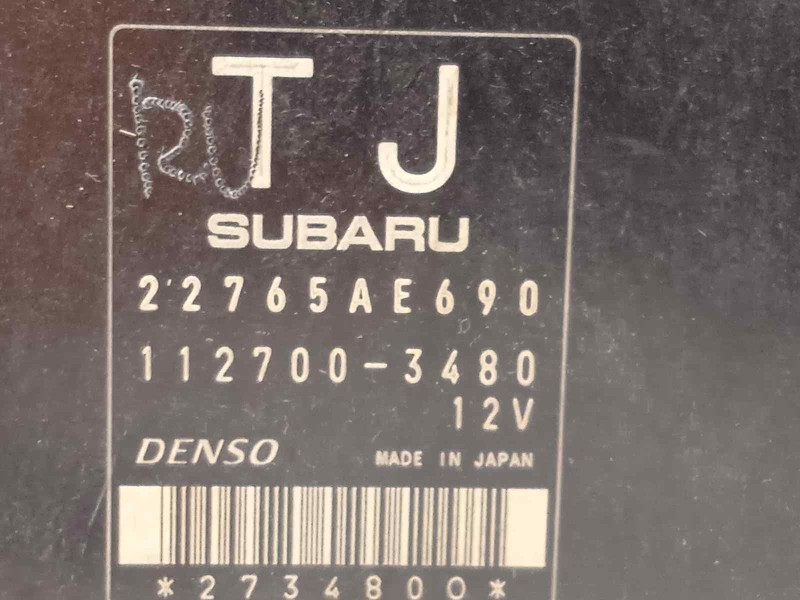 TJ
SUBARU
22765AE690
112700-3480
12V
DENSO MADE IN JAPAN
*2734800*